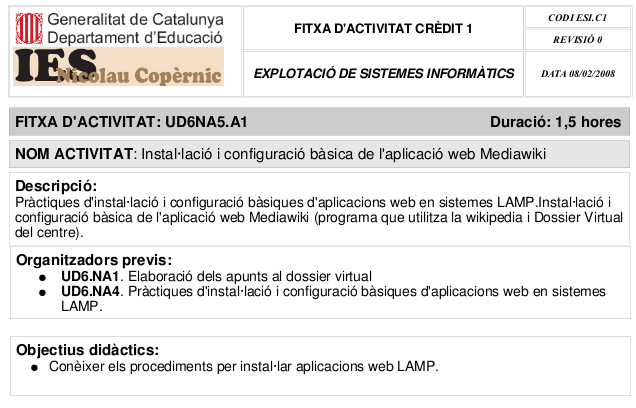 Generalitat de Catalunya
Departament d'Educació
IES
Nicolau Copèrnic
FITXA D'ACTIVITAT CRÈDIT 1
EXPLOTACIÓ DE SISTEMES INFORMÀTICS
CODI ESI.C1
REVISIÓ 0
DATA 08/02/2008
FITXA D'ACTIVITAT: UD6NA5.A1 Duració: 1,5 hores
NOM ACTIVITAT: Instal·lació i configuració bàsica de l'aplicació web Mediawiki
Descripció:
Pràctiques d'instal·lació i configuració bàsiques d'aplicacions web en sistemes LAMP.Instal·lació i
configuració bàsica de l'aplicació web Mediawiki (programa que utilitza la wikipedia i Dossier Virtual
del centre).
Organitzadors previs:
● UD6.NA1. Elaboració dels apunts al dossier virtual
● UD6.NA4. Pràctiques d'instal·lació i configuració bàsiques d'aplicacions web en sistemes
LAMP.
Objectius didàctics:
● Conèixer els procediments per instal·lar aplicacions web LAMP.